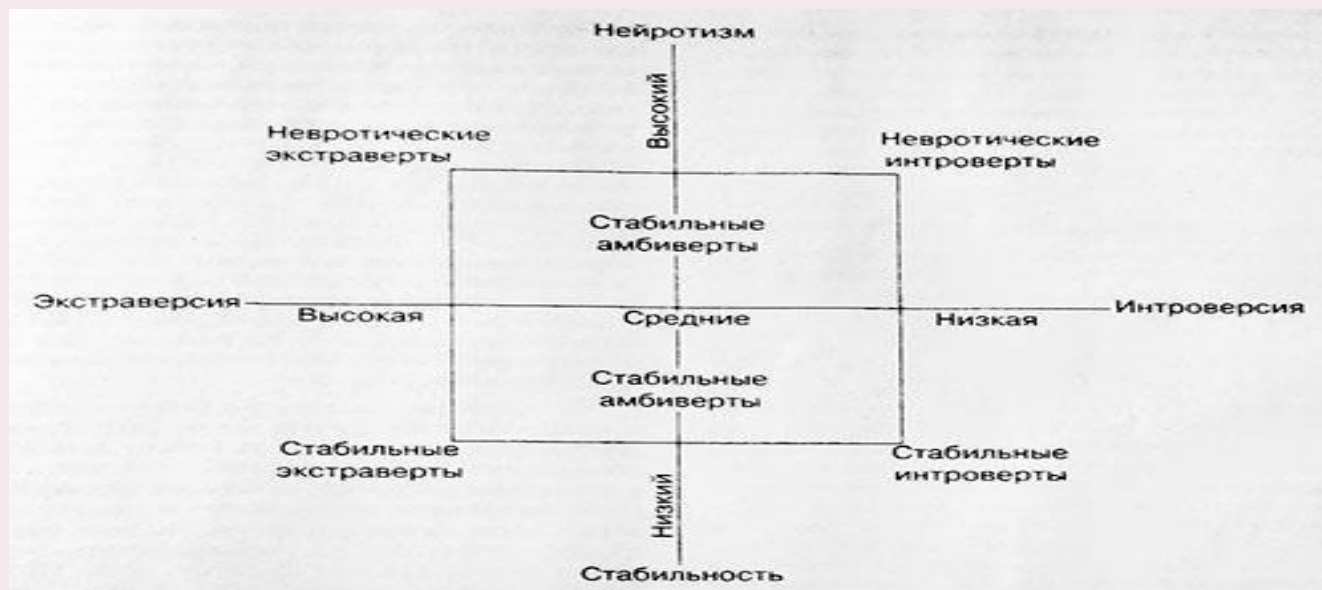 Нейротизм
Высокий
Невротические
экстраверты
Невротические
интроверты
Стабильные
амбиверты
Экстраверсия
Высокая
Средние
Низкая
Интроверсия
Стабильные
амбиверты
Стабильные
экстраверты
Стабильные
интроверты
Низкий
Стабильность